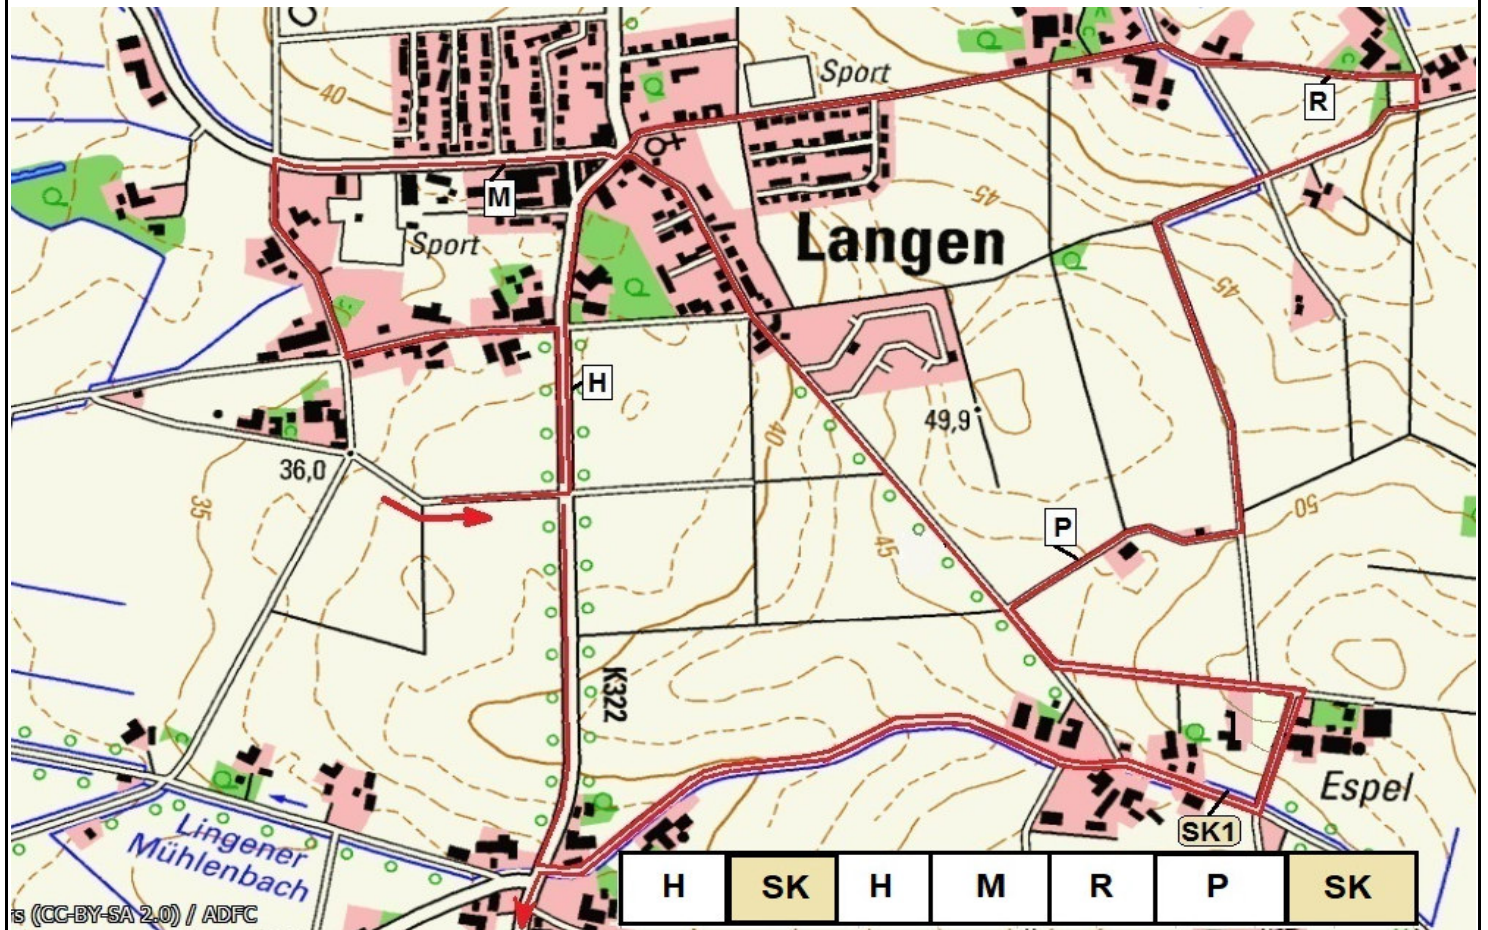 Sport
40
R
M
45
Sport
Langen
45
H
49,9
40
36,0
35
50
P
45
K322
Espel
SK1
Lingener
Mühlenbach
H SK H M R P SK
rs (CC-BY-SA 2.0) / ADFC